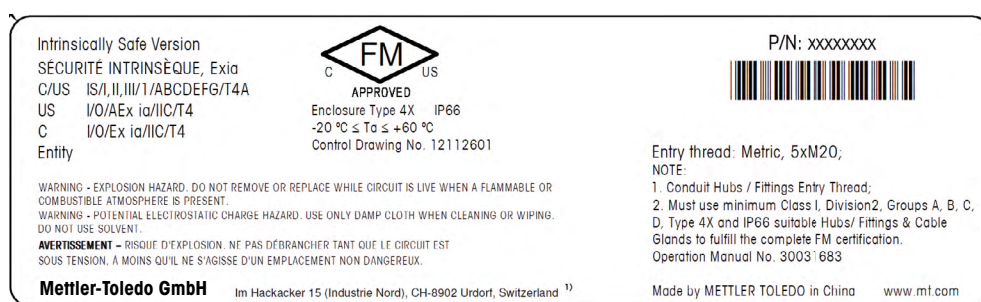 Intrinsically Safe Version
SÉCURITÉ INTRINSÈQUE, Exia
C/US IS/I,II,III/1/ABCDEFG/T4A
US I/O/AEx ia/IIC/T4
C I/O/Ex ia/IIC/T4
Entity
FM
C US
APPROVED
Enclosure Type 4X IP66
-20 ºC ≤ Ta ≤ +60 ºC
Control Drawing No. 12112601
WARNING - EXPLOSION HAZARD. DO NOT REMOVE OR REPLACE WHILE CIRCUIT IS LIVE WHEN A FLAMMABLE OR
COMBUSTIBLE ATMOSPHERE IS PRESENT.
WARNING - POTENTIAL ELECTROSTATIC CHARGE HAZARD. USE ONLY DAMP CLOTH WHEN CLEANING OR WIPING.
DO NOT USE SOLVENT.
AVERTISSEMENT – RISQUE D'EXPLOSION. NE PAS DÉBRANCHER TANT QUE LE CIRCUIT EST
SOUS TENSION, À MOINS QU'IL NE S'AGISSE D'UN EMPLACEMENT NON DANGEREUX.
Mettler-Toledo GmbH Im Hackacker 15 (Industrie Nord), CH-8902 Urdorf, Switzerland 1)
P/N: xxxxxxxx
Entry thread: Metric, 5xM20;
NOTE:
1. Conduit Hubs / Fittings Entry Thread;
2. Must use minimum Class I, Division2, Groups A, B, C,
D, Type 4X and IP66 suitable Hubs/ Fittings & Cable
Glands to fulfill the complete FM certification.
Operation Manual No. 30031683
Made by METTLER TOLEDO in China www.mt.com